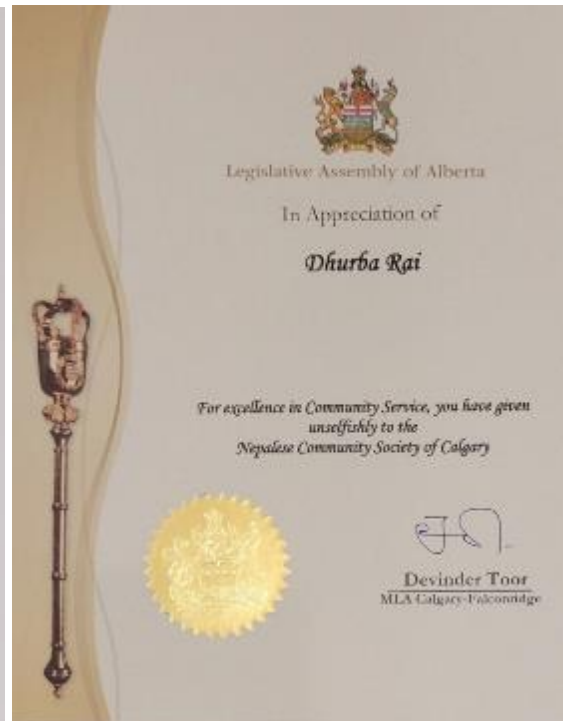 Legislative Assembly of Alberta
In Appreciation of
Dhurba Rai
For excellence in Community Service, you have given
unselfishly to the
Nepalese Community Society of Calgary
Devinder Toor
MLA Calgary-Falconridge